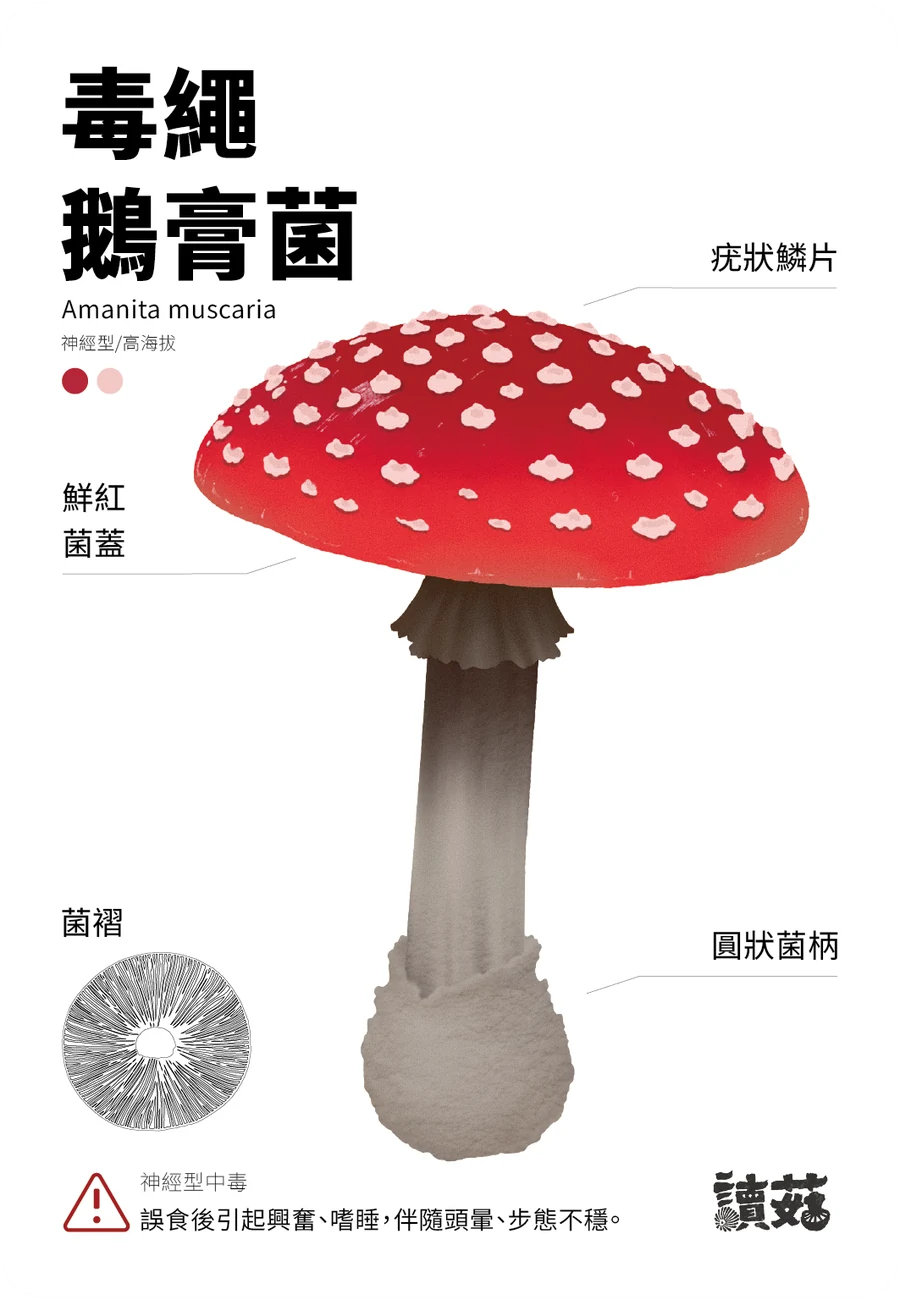 毒繩
鵝膏菌
Amanita muscaria
神經型/高海拔
疣狀鱗片
鮮紅
菌蓋
菌褶
圓狀菌柄
神經型中毒
誤食後引起興奮、嗜睡，伴隨頭暈、步態不穩。
讀菇